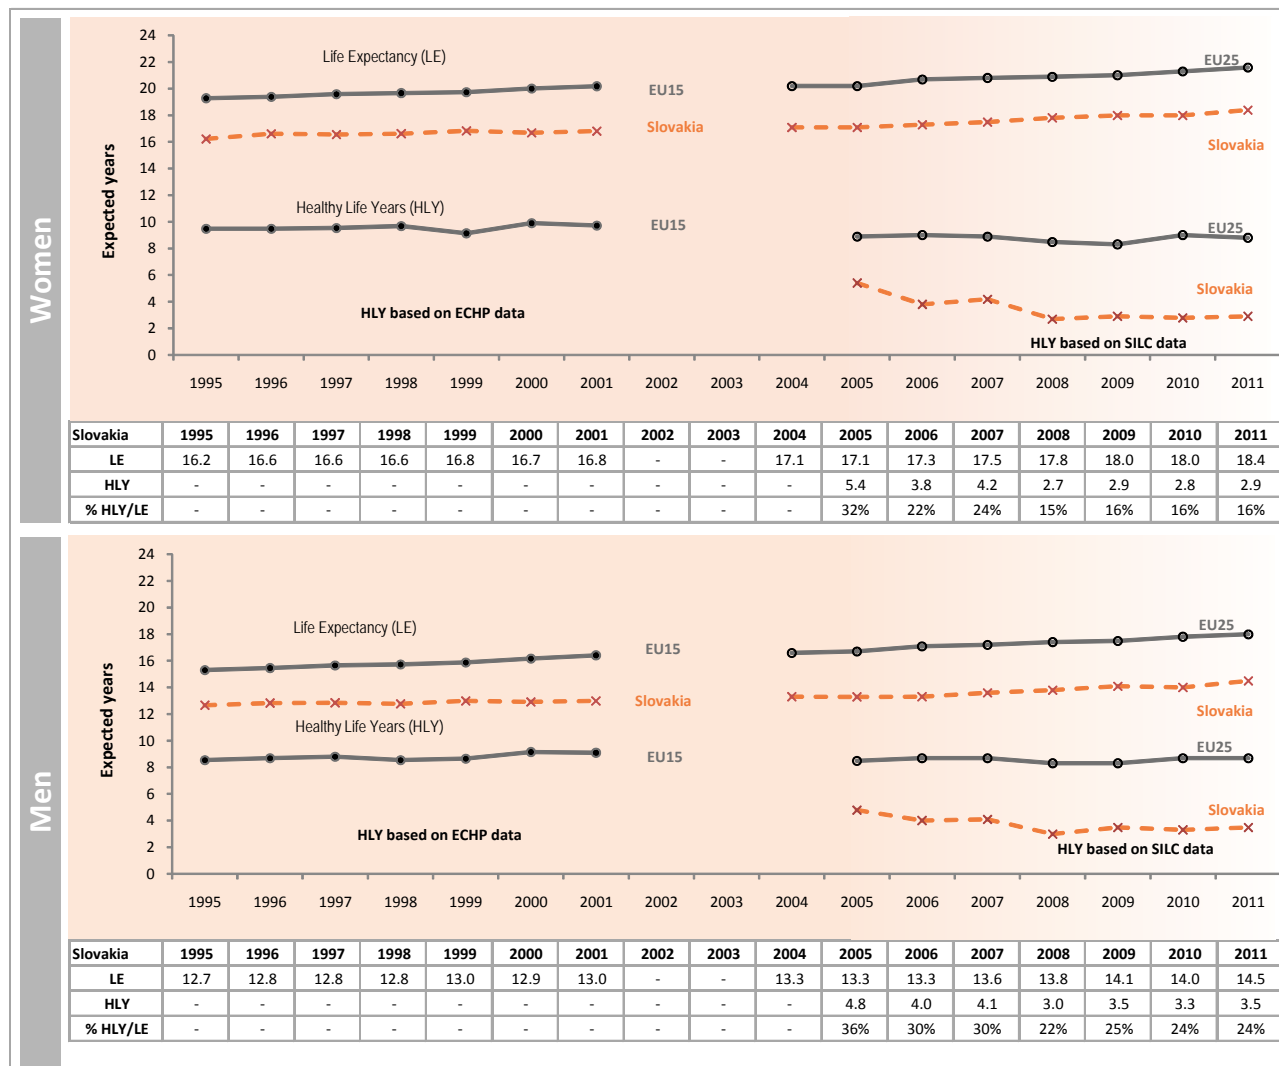 Women
24
22
20
18
16
14
12
10
8
6
4
2
0
Expected years
Life Expectancy (LE)
EU15
EU25
Slovakia
Slovakia
Healthy Life Years (HLY)
EU15
EU25
Slovakia
HLY based on ECHP data
HLY based on SILC data
1995 1996 1997 1998 1999 2000 2001 2002 2003 2004 2005 2006 2007 2008 2009 2010 2011
Slovakia 1995 1996 1997 1998 1999 2000 2001 2002 2003 2004 2005 2006 2007 2008 2009 2010 2011
LE 16.2 16.6 16.6 16.6 16.8 16.7 16.8 - - 17.1 17.1 17.3 17.5 17.8 18.0 18.0 18.4
HLY - - - - - - - - - - 5.4 3.8 4.2 2.7 2.9 2.8 2.9
% HLY/LE - - - - - - - - - - 32% 22% 24% 15% 16% 16% 16%
Men
24
22
20
18
16
14
12
10
8
6
4
2
0
Expected years
Life Expectancy (LE)
EU15
EU25
Slovakia
Slovakia
Healthy Life Years (HLY)
EU15
EU25
Slovakia
HLY based on ECHP data
HLY based on SILC data
1995 1996 1997 1998 1999 2000 2001 2002 2003 2004 2005 2006 2007 2008 2009 2010 2011
Slovakia 1995 1996 1997 1998 1999 2000 2001 2002 2003 2004 2005 2006 2007 2008 2009 2010 2011
LE 12.7 12.8 12.8 12.8 13.0 12.9 13.0 - - 13.3 13.3 13.3 13.6 13.8 14.1 14.0 14.5
HLY - - - - - - - - - - 4.8 4.0 4.1 3.0 3.5 3.3 3.5
% HLY/LE - - - - - - - - - - 36% 30% 30% 22% 25% 24% 24%